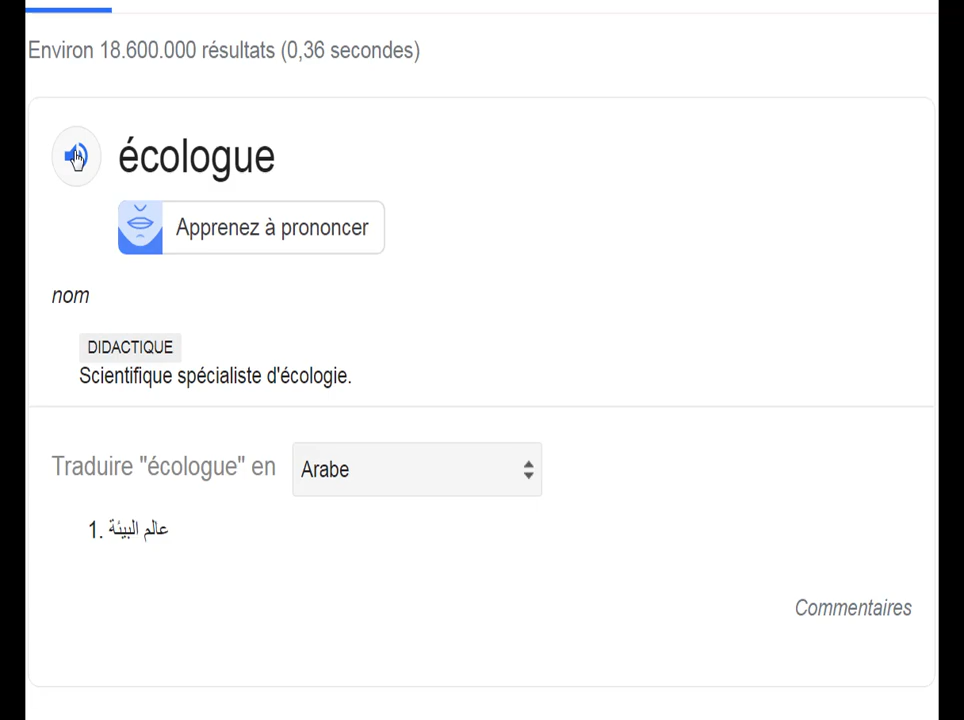 Environ 18.600.000 résultats (0,36 secondes)
écologue
Apprenez à prononcer
nom
DIDACTIQUE
Scientifique spécialiste d'écologie.
Traduire "écologue" en Arabe
1. عالم البيئة
Commentaires